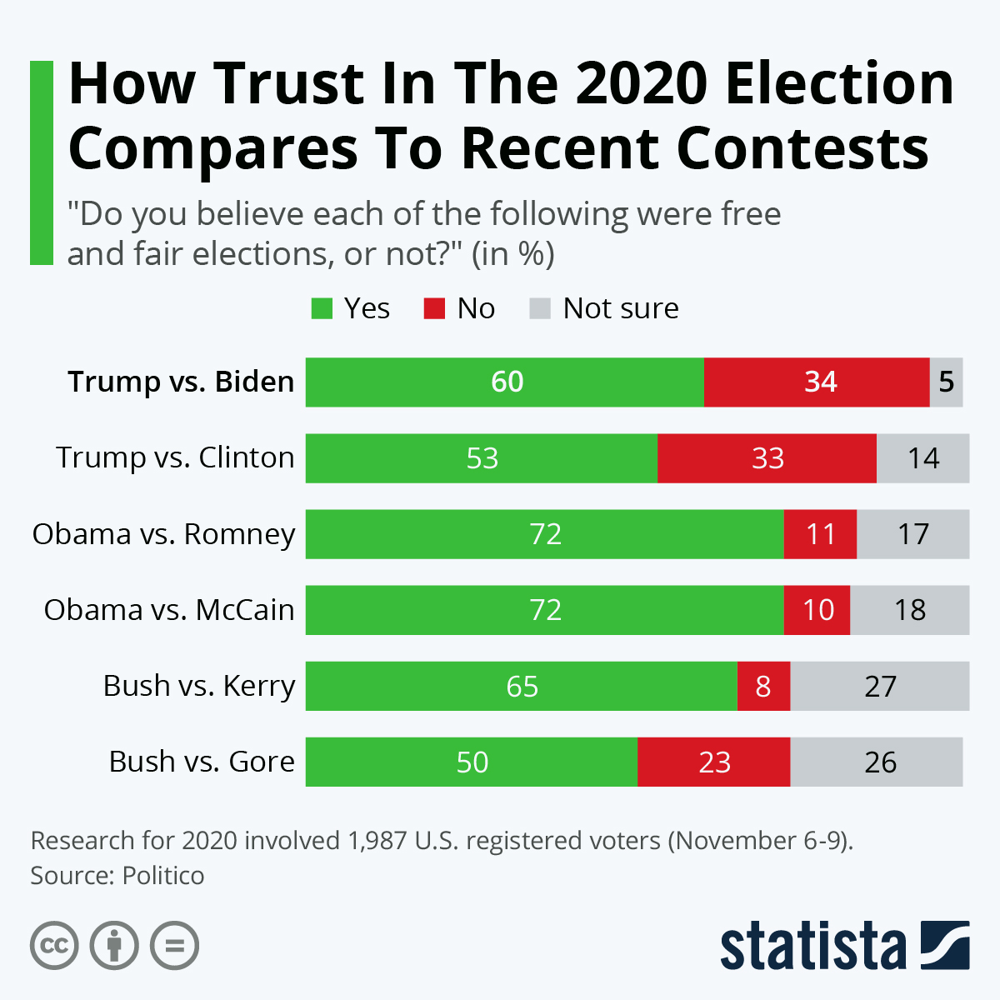 How Trust In The 2020 Election
Compares To Recent Contests
"Do you believe each of the following were free
and fair elections, or not?" (in %)
Yes No Not sure
Trump vs. Biden 60 34 5
Trump vs. Clinton 53 33 14
Obama vs. Romney 72 11 17
Obama vs. McCain 72 10 18
Bush vs. Kerry 65 8 27
Bush vs. Gore 50 23 26
Research for 2020 involved 1,987 U.S. registered voters (November 6-9).
Source: Politico
cc = statista